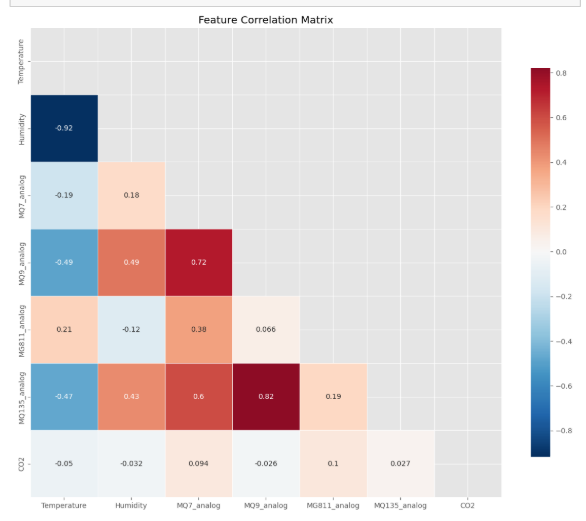 Feature Correlation Matrix
Temperature
Humidity -0.92
MQ7_analog -0.19 0.18
MQ9_analog -0.49 0.49 0.72
MG811_analog 0.21 -0.12 0.38 0.066
MQ135_analog -0.47 0.43 0.6 0.82 0.19
CO2 -0.05 -0.032 0.094 -0.026 0.1 0.027
Temperature Humidity MQ7_analog MQ9_analog MG811_analog MQ135_analog CO2
0.8
0.6
0.4
0.2
0.0
−0.2
−0.4
−0.6
−0.8